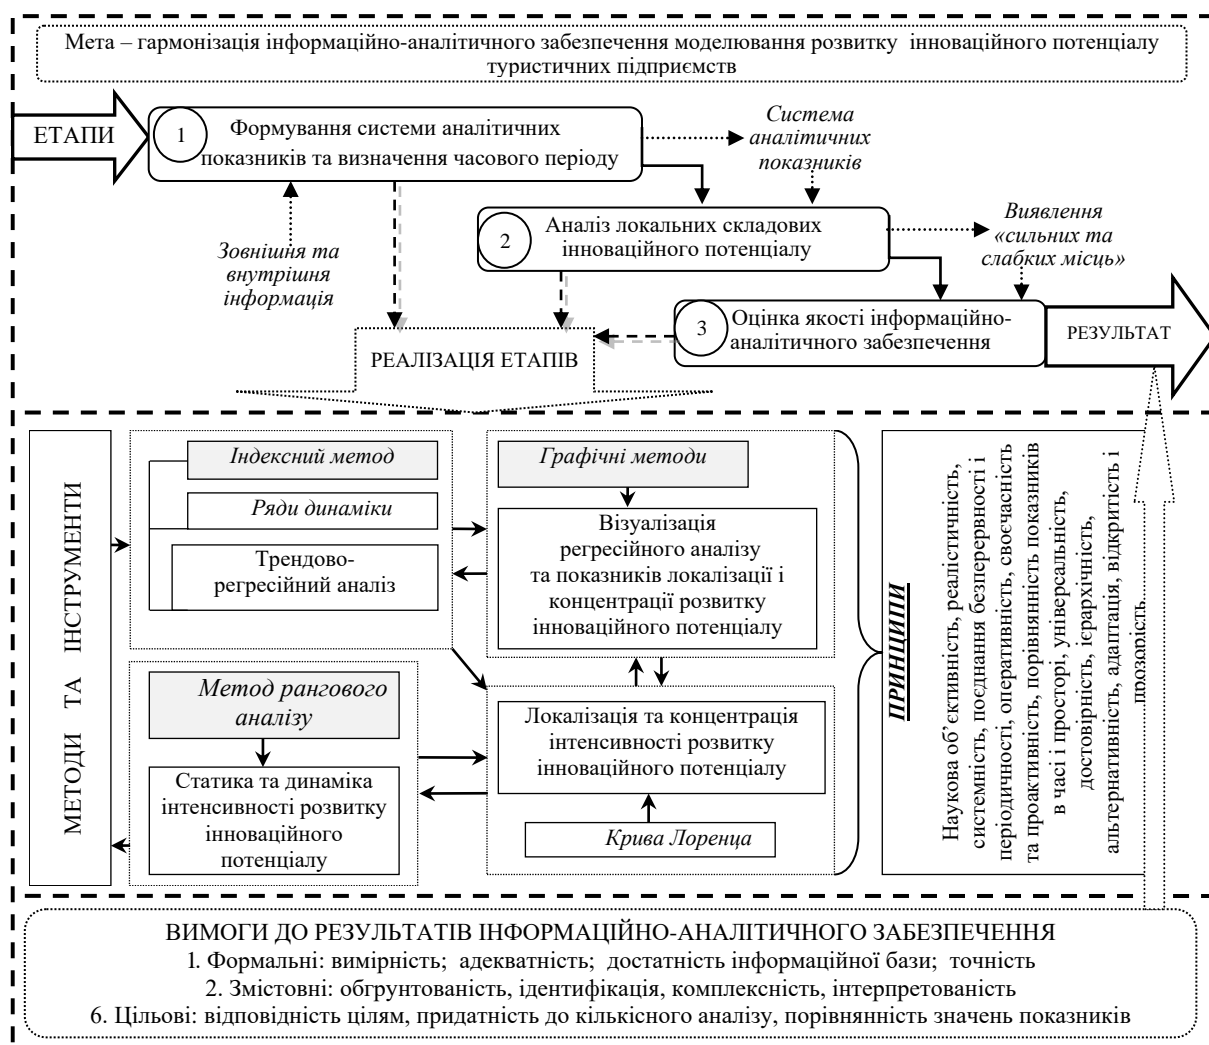 Мета – гармонізація інформаційно-аналітичного забезпечення моделювання розвитку інноваційного потенціалу
туристичних підприємств
ЕТАПИ
1
Формування системи аналітичних
показників та визначення часового періоду
Система
аналітичних
показників
Зовнішня та
внутрішня
інформація
2
Аналіз локальних складових
інноваційного потенціалу
Виявлення
«сильних та
слабких місць»
3
Оцінка якості інформаційно-
аналітичного забезпечення
РЕЗУЛЬТАТ
РЕАЛІЗАЦІЯ ЕТАПІВ
МЕТОДИ ТА ІНСТРУМЕНТИ
Індексний метод
Ряди динаміки
Трендово-
регресійний аналіз
Графічні методи
Візуалізація
регресійного аналізу
та показників локалізації і
концентрації розвитку
інноваційного потенціалу
Метод рангового
аналізу
Статика та динаміка
інтенсивності розвитку
інноваційного
потенціалу
Локалізація та концентрація
інтенсивності розвитку
інноваційного потенціалу
Крива Лоренца
ПРИНЦИПИ
Наукова об’єктивність, реалістичність,
системність, поєднання безперервності і
періодичності, оперативність, своєчасність
та проактивність, порівнянність показників
в часі і просторі, універсальність,
достовірність, ієрархічність,
альтернативність, адаптація, відкритість і
прозорість
ВИМОГИ ДО РЕЗУЛЬТАТІВ ІНФОРМАЦІЙНО-АНАЛІТИЧНОГО ЗАБЕЗПЕЧЕННЯ
1. Формальні: вимірність; адекватність; достатність інформаційної бази; точність
2. Змістовні: обгрунтованість, ідентифікація, комплексність, інтерпретованість
6. Цільові: відповідність цілям, придатність до кількісного аналізу, порівнянність значень показників